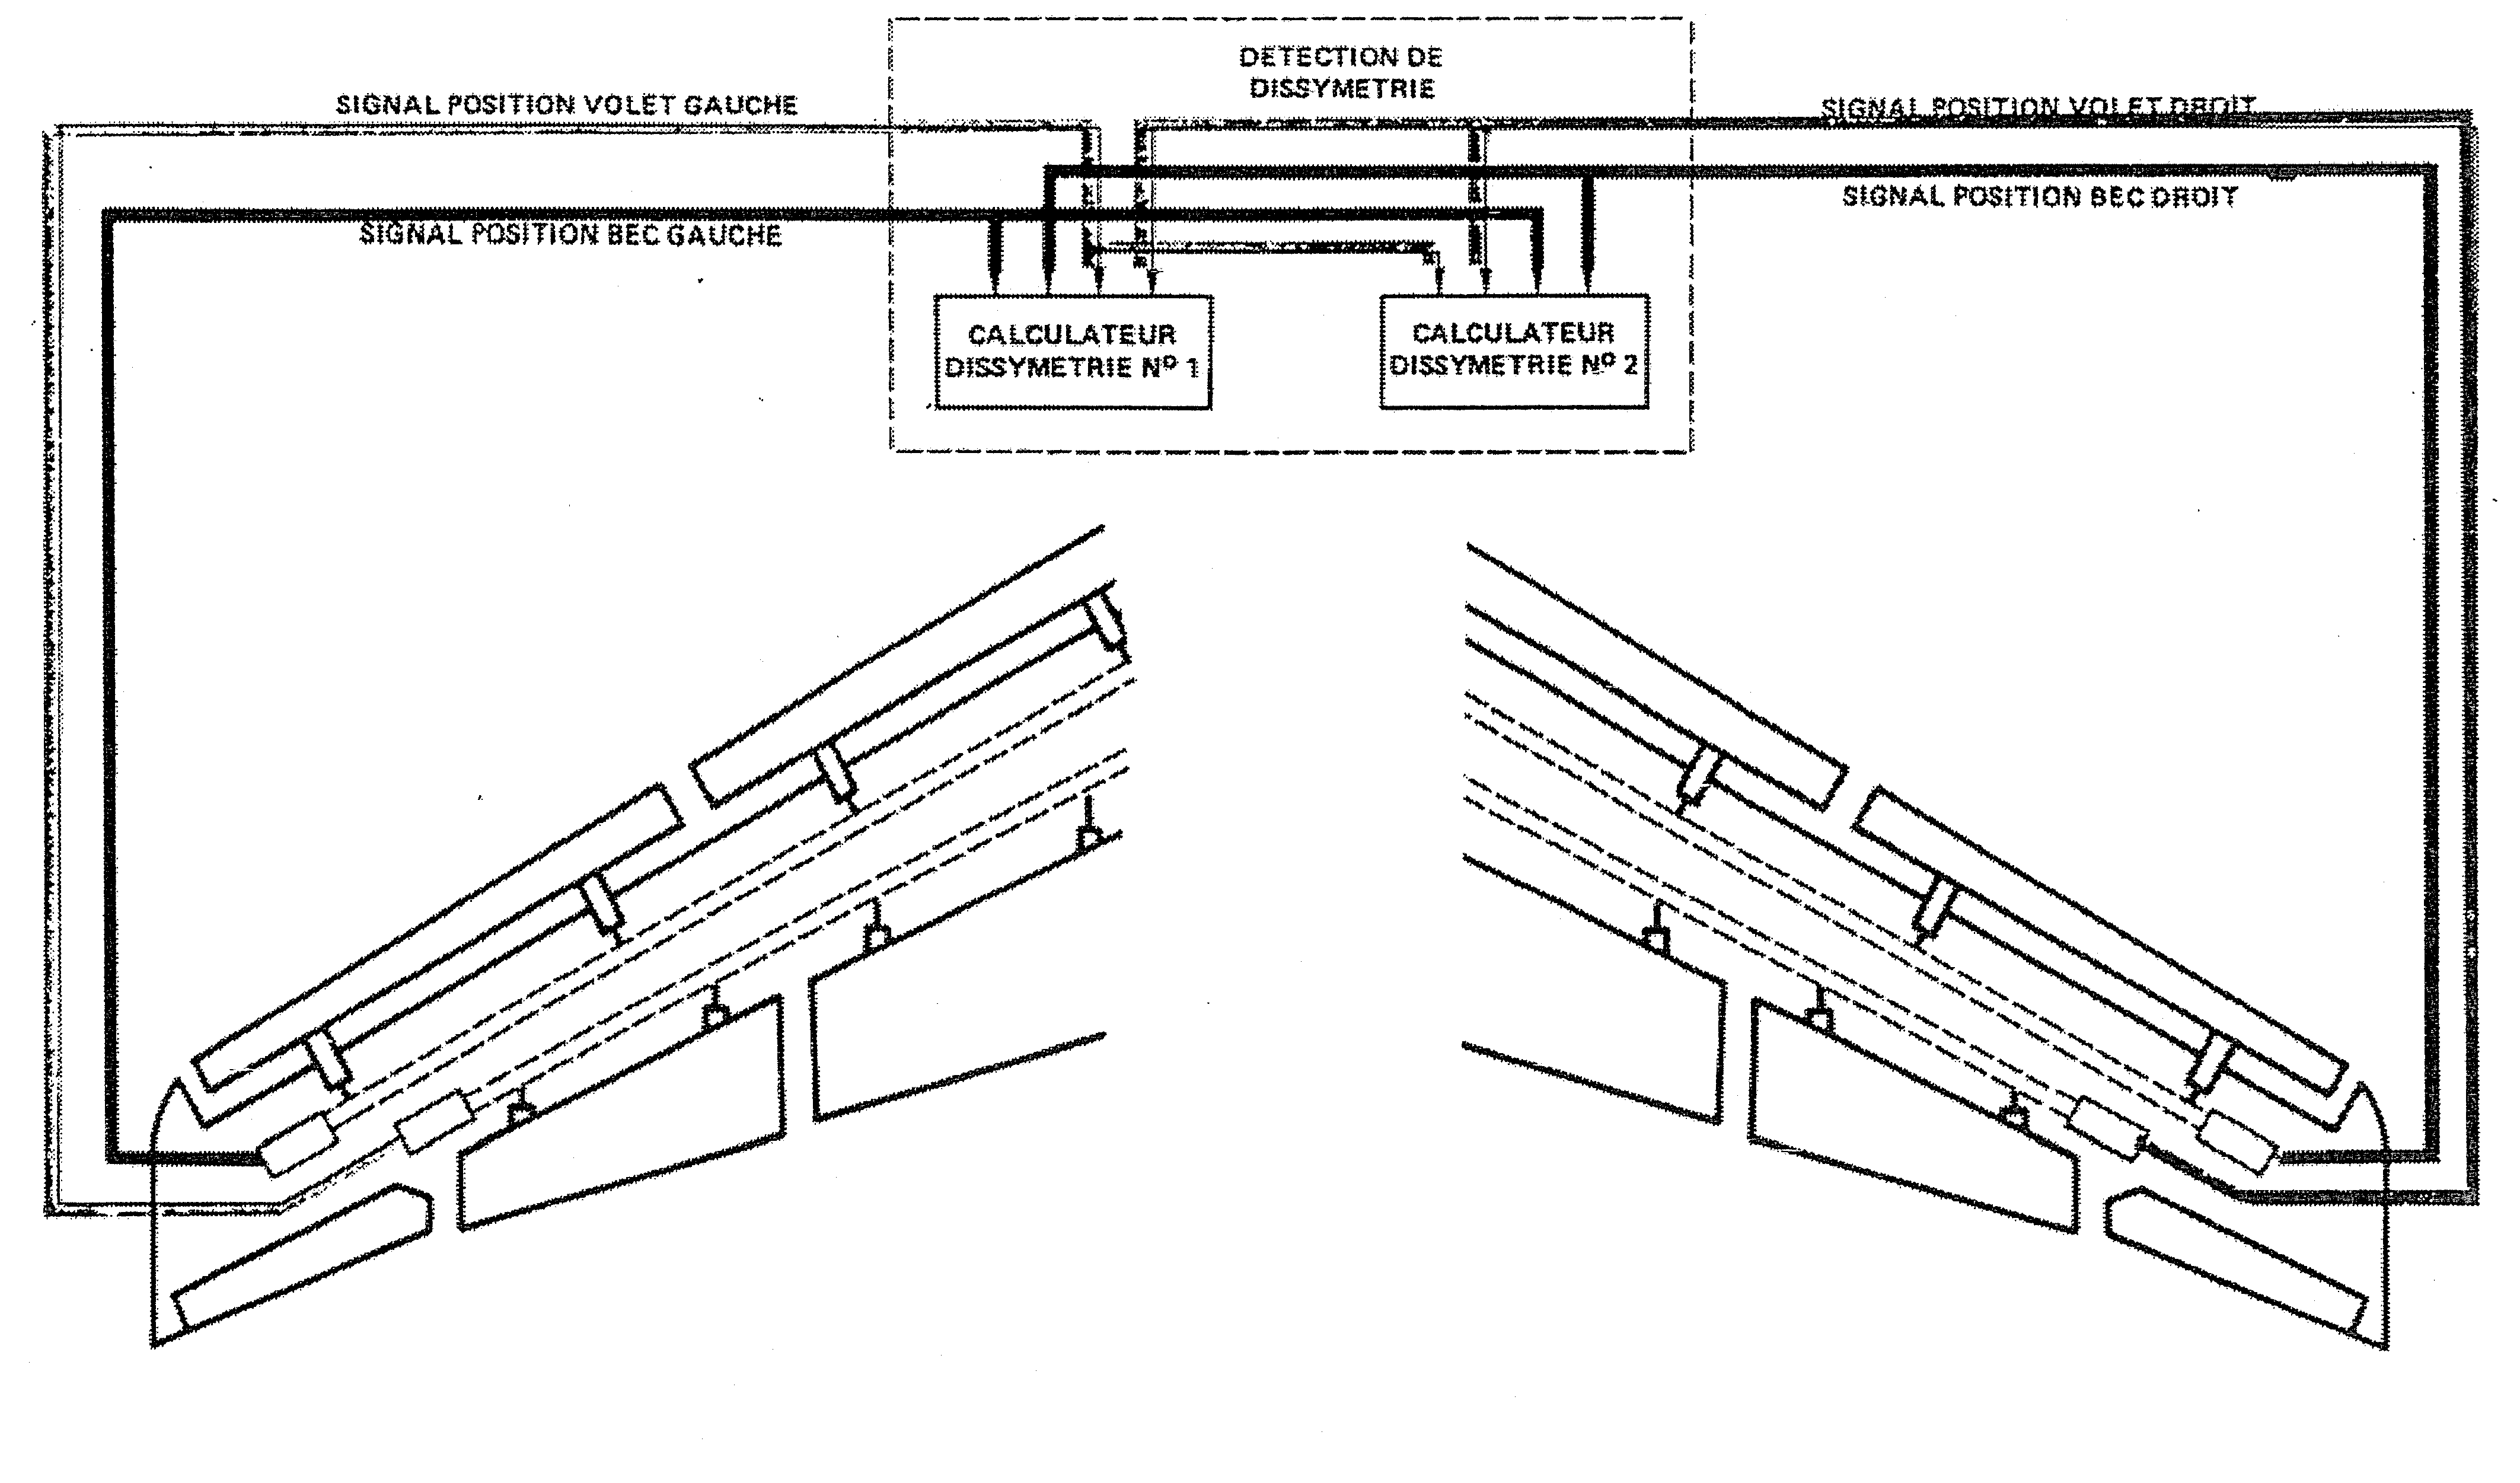 DETECTION DE
DISSYMETRIE
SIGNAL POSITION VOLET GAUCHE
SIGNAL POSITION VOLET DROIT
SIGNAL POSITION BEC DROIT
SIGNAL POSITION BEC GAUCHE
CALCULATEUR
DISSYMETRIE Nº 1
CALCULATEUR
DISSYMETRIE Nº 2